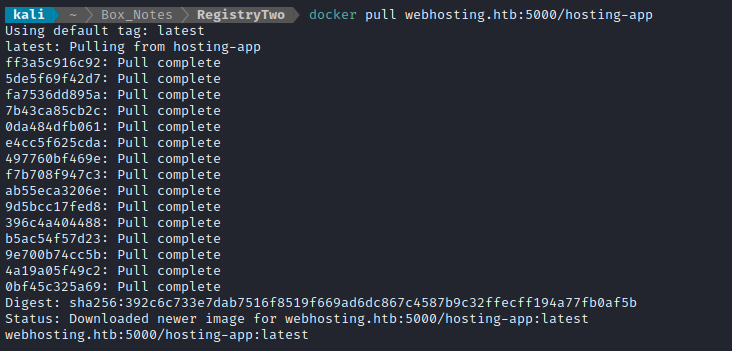 kali ~ Box_Notes RegistryTwo docker pull webhosting.htb:5000/hosting-app
Using default tag: latest
latest: Pulling from hosting-app
ff3a5c916c92: Pull complete
5de5f69f42d7: Pull complete
fa7536dd895a: Pull complete
7b43ca85cb2c: Pull complete
0da484dfb061: Pull complete
e4cc5f625cda: Pull complete
497760bf469e: Pull complete
f7b708f947c3: Pull complete
ab55eca3206e: Pull complete
9d5bcc17fed8: Pull complete
396c4a404488: Pull complete
b5ac54f57d23: Pull complete
9e700b74cc5b: Pull complete
4a19a05f49c2: Pull complete
0bf45c325a69: Pull complete
Digest: sha256:392c6c733e7dab7516f8519f669ad6dc867c4587b9c32ffecff194a77fb0af5b
Status: Downloaded newer image for webhosting.htb:5000/hosting-app:latest
webhosting.htb:5000/hosting-app:latest